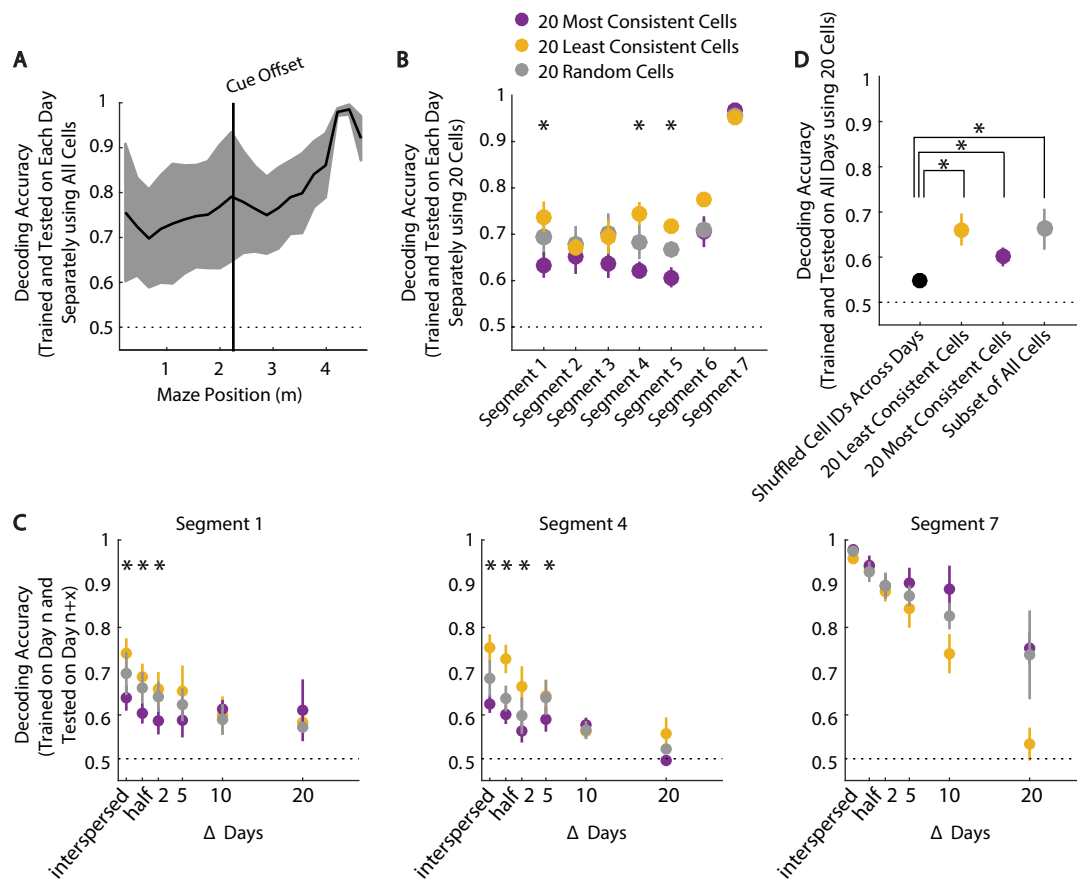 20 Most Consistent Cells
20 Least Consistent Cells
20 Random Cells
A
Cue Offset
Decoding Accuracy
(Trained and Tested on Each Day
Separately using All Cells)
1
0.9
0.8
0.7
0.6
0.5
1 2 3 4
Maze Position (m)
B
Decoding Accuracy
(Trained and Tested on Each Day
Separately using 20 Cells)
1
0.9
0.8
0.7
0.6
0.5
* * *
Segment 1
Segment 2
Segment 3
Segment 4
Segment 5
Segment 6
Segment 7
D
Decoding Accuracy
(Trained and Tested on All Days using 20 Cells)
1
0.9
0.8
0.7
0.6
0.5
*
*
*
Shuffled Cell IDs Across Days
20 Least Consistent Cells
20 Most Consistent Cells
Subset of All Cells
C
Decoding Accuracy
(Trained on Day n and
Tested on Day n+x)
Segment 1
1
0.9
0.8
0.7
0.6
0.5
* * *
interspersed half 2 5 10 20
Δ Days
Segment 4
1
0.9
0.8
0.7
0.6
0.5
* * * *
interspersed half 2 5 10 20
Δ Days
Segment 7
1
0.9
0.8
0.7
0.6
0.5
interspersed half 2 5 10 20
Δ Days